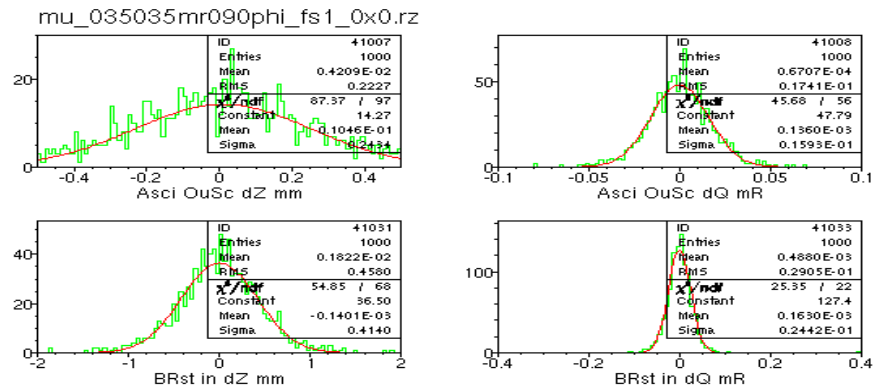 mu_035035mr090phi_fs1_0x0.rz
ID 41007
Entries 1000
Mean 0.4209E-02
RMS 0.2227
χ²/ndf 87.37 / 97
Constant 14.27
Mean 0.1046E-01
Sigma 0.2434
20
0
-0.4 -0.2 0 0.2 0.4
Asci OuSc dZ mm
ID 41008
Entries 1000
Mean 0.6707E-04
RMS 0.1741E-01
χ²/ndf 45.68 / 56
Constant 47.79
Mean 0.1360E-03
Sigma 0.1593E-01
50
0
-0.1 -0.05 0 0.05 0.1
Asci OuSc dQ mR
ID 41031
Entries 1000
Mean 0.1822E-02
RMS 0.4580
χ²/ndf 54.85 / 68
Constant 36.50
Mean -0.1401E-03
Sigma 0.4140
40
20
0
-2 -1 0 1 2
BRst in dZ mm
ID 41033
Entries 1000
Mean 0.4880E-03
RMS 0.2905E-01
χ²/ndf 25.35 / 22
Constant 127.4
Mean 0.1630E-03
Sigma 0.2442E-01
100
0
-0.4 -0.2 0 0.2 0.4
BRst in dQ mR